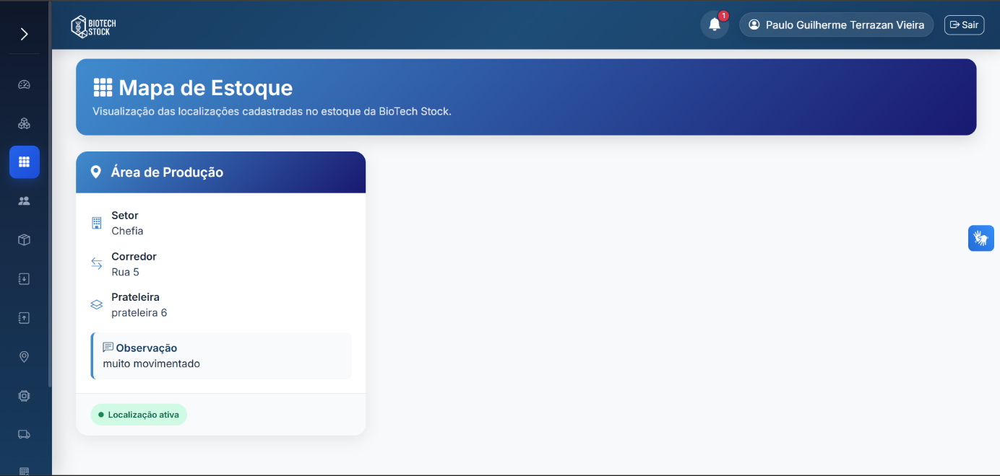 BIOTECH
STOCK
1
Paulo Guilherme Terrazan Vieira
Sair
Mapa de Estoque
Visualização das localizações cadastradas no estoque da BioTech Stock.
Área de Produção
Setor
Chefia
Corredor
Rua 5
Prateleira
prateleira 6
Observação
muito movimentado
Localização ativa